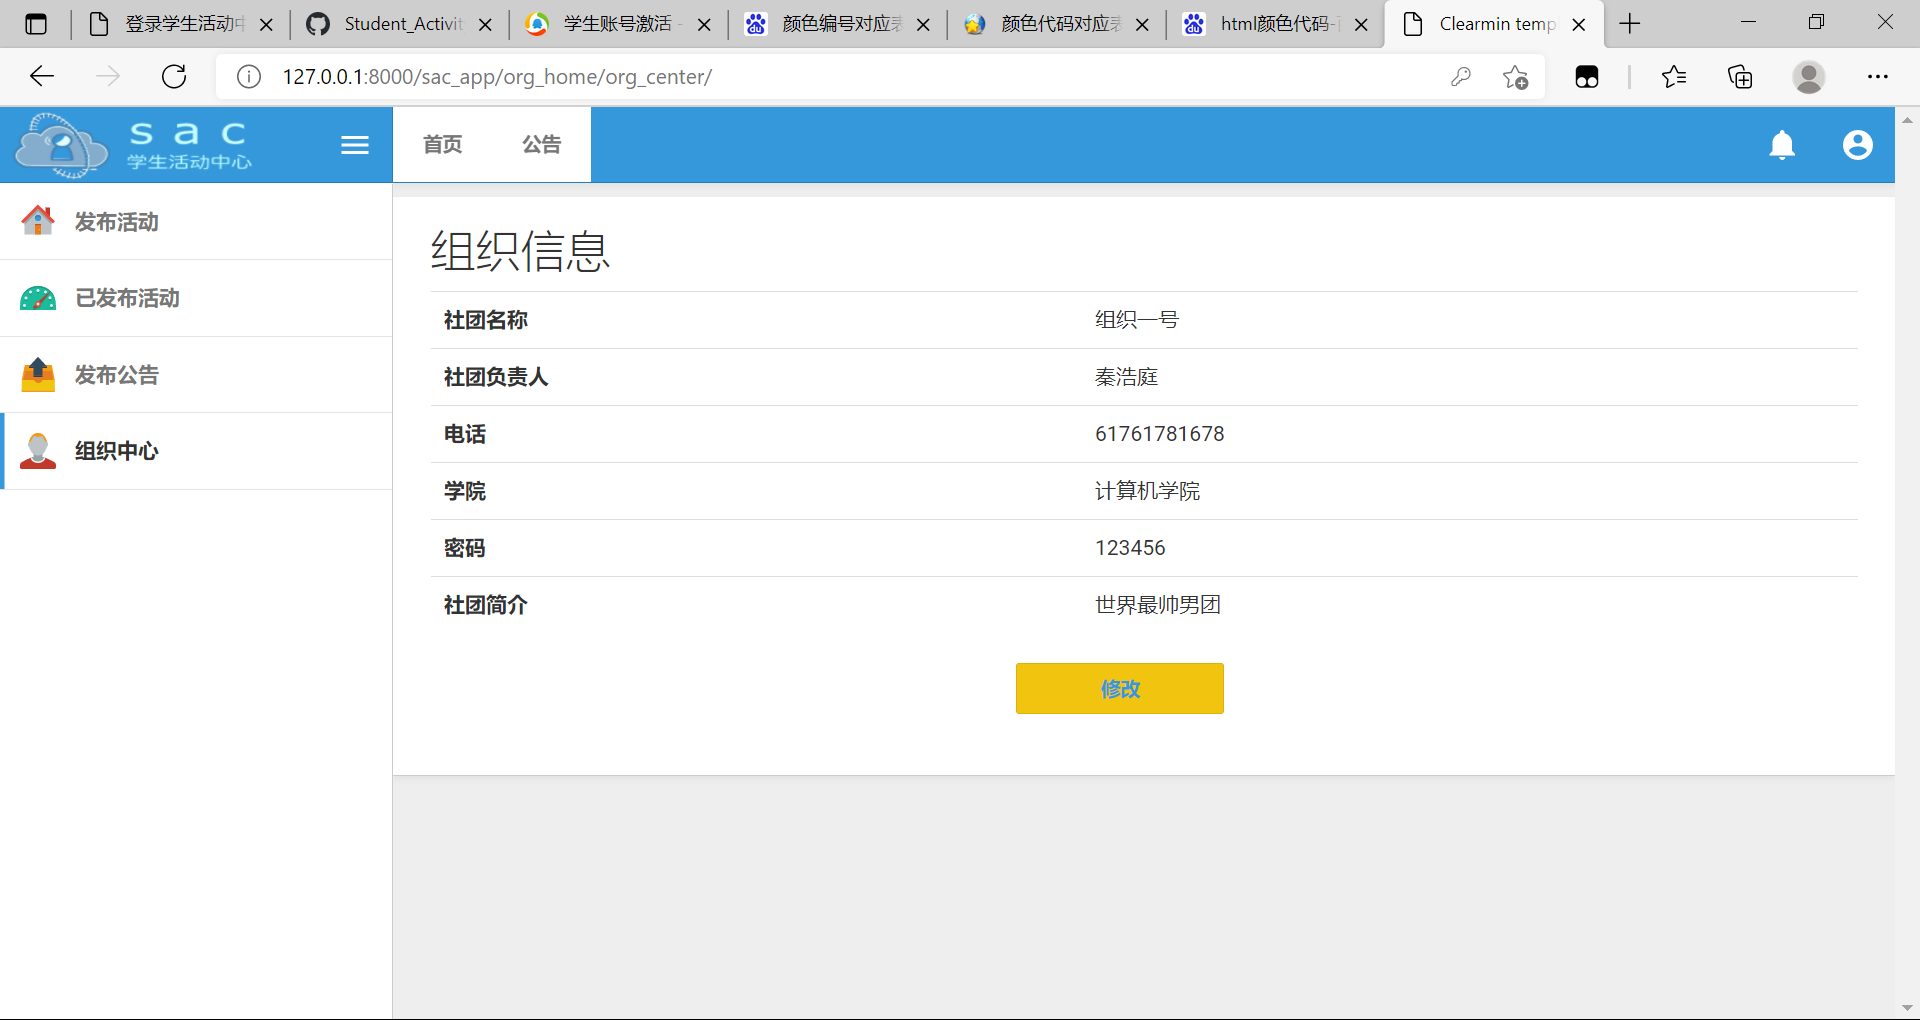 登录学生活动中
Student_Activit
学生账号激活 -
颜色编号对应表
颜色代码对应表
html颜色代码-百
Clearmin temp
127.0.0.1:8000/sac_app/org_home/org_center/
sac
学生活动中心
首页
公告
发布活动
已发布活动
发布公告
组织中心
组织信息
社团名称 组织一号
社团负责人 秦浩庭
电话 61761781678
学院 计算机学院
密码 123456
社团简介 世界最帅男团
修改